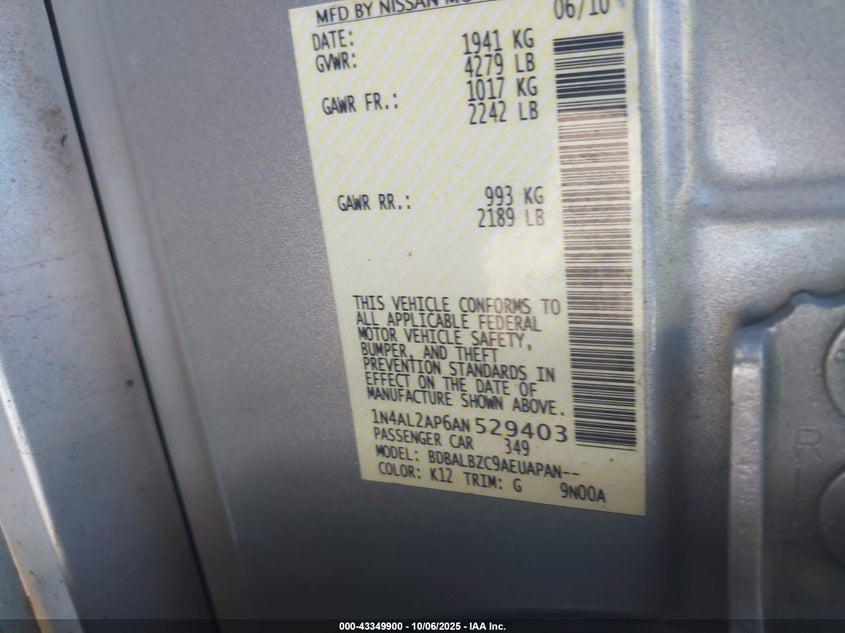 MFD BY NISSAN MO
DATE: 06/10
GVWR: 1941 KG
4279 LB
GAWR FR.: 1017 KG
2242 LB
GAWR RR.: 993 KG
2189 LB
THIS VEHICLE CONFORMS TO
ALL APPLICABLE FEDERAL
MOTOR VEHICLE SAFETY,
BUMPER, AND THEFT
PREVENTION STANDARDS IN
EFFECT ON THE DATE OF
MANUFACTURE SHOWN ABOVE.
1N4AL2AP6AN 529403
PASSENGER CAR 349
MODEL: BDBALBZC9AEUAPAN--
COLOR: K12 TRIM: G 9N00A
R
L
000-43349900 - 10/06/2025 - IAA Inc.